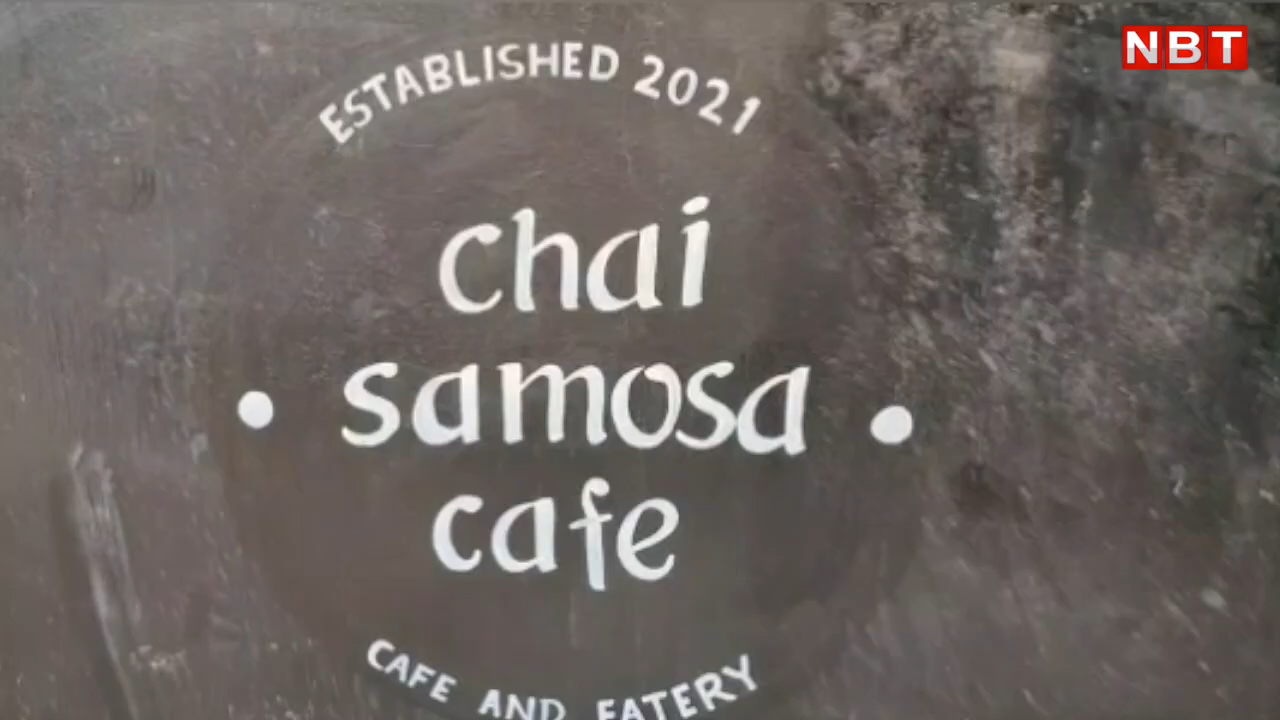 NBT
ESTABLISHED 2021
chai
• samosa •
cafe
CAFE AND EATERY